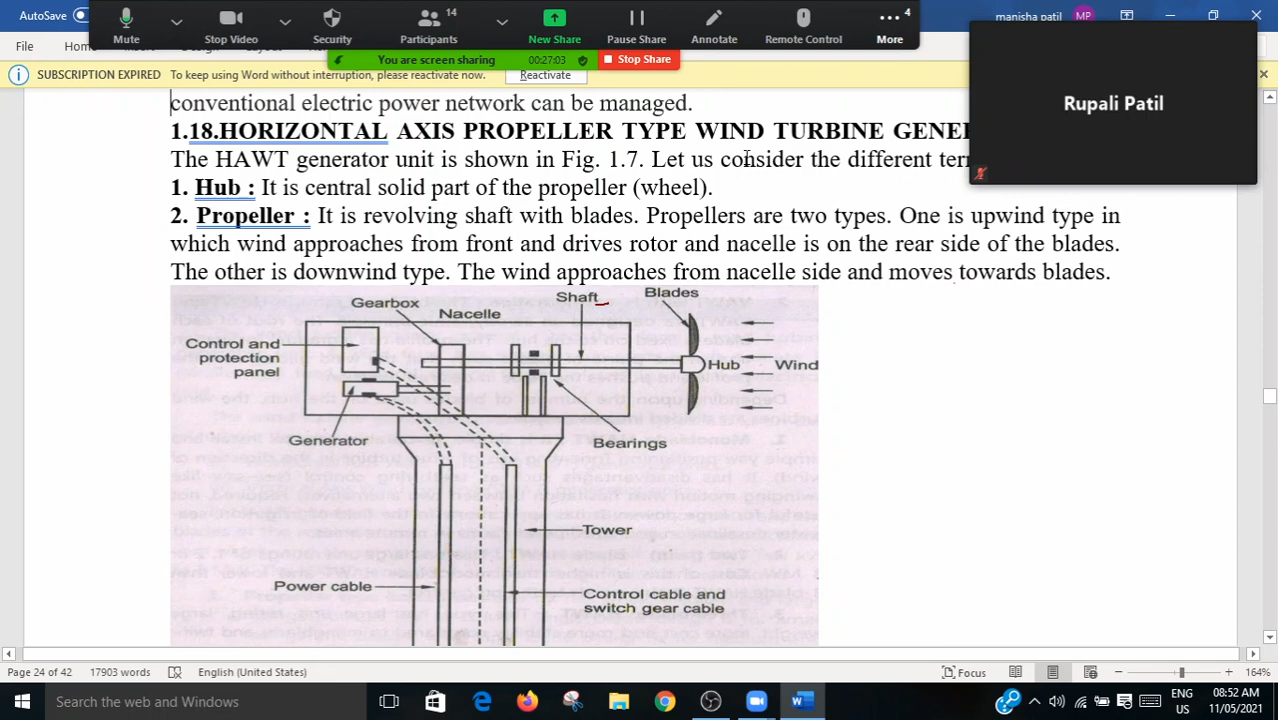 AutoSave
manisha patil
MP
14
4
Mute
Stop Video
Security
Participants
New Share
Pause Share
Annotate
Remote Control
More
File
You are screen sharing
00:27:03
Stop Share
SUBSCRIPTION EXPIRED To keep using Word without interruption, please reactivate now. Reactivate
Rupali Patil
conventional electric power network can be managed.
1.18.HORIZONTAL AXIS PROPELLER TYPE WIND TURBINE
The HAWT generator unit is shown in Fig. 1.7. Let us consider the different
1. Hub : It is central solid part of the propeller (wheel).
2. Propeller : It is revolving shaft with blades. Propellers are two types. One is upwind type in
which wind approaches from front and drives rotor and nacelle is on the rear side of the blades.
The other is downwind type. The wind approaches from nacelle side and moves towards blades.
Gearbox
Nacelle
Shaft
Blades
Control and
protection
panel
Hub
Wind
Generator
Bearings
Tower
Power cable
Control cable and
switch gear cable
Page 24 of 42 17903 words English (United States)
Focus
164%
Search the web and Windows
ENG
US
08:52 AM
11/05/2021